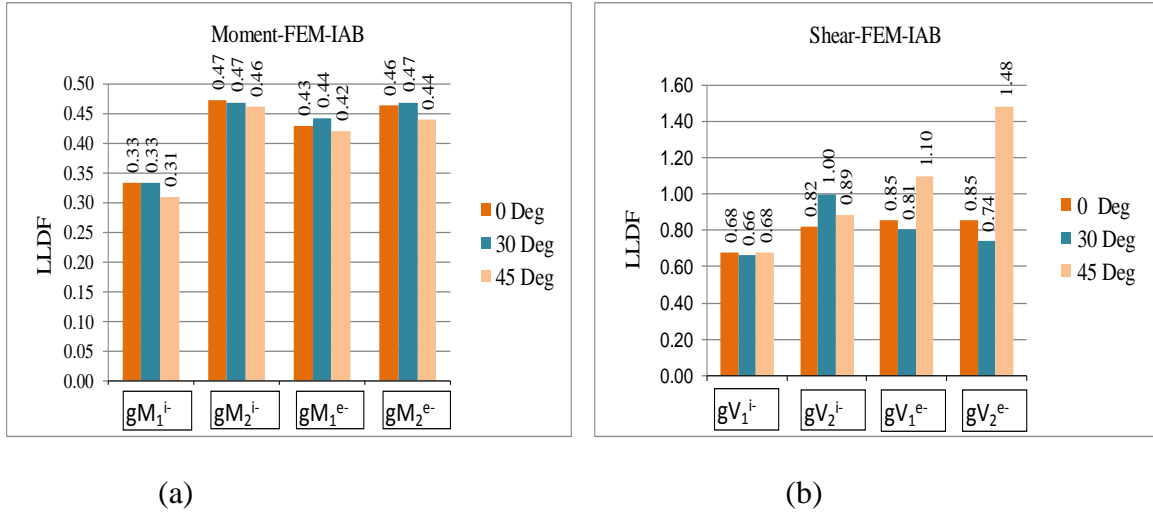 Moment-FEM-IAB
LLDF
0.50
0.45
0.40
0.35
0.30
0.25
0.20
0.15
0.10
0.05
0.00
0.33 0.33 0.31
0.47 0.47 0.46
0.43 0.44 0.42
0.46 0.47 0.44
gM₁ⁱ⁻ gM₂ⁱ⁻ gM₁ᵉ⁻ gM₂ᵉ⁻
0 Deg
30 Deg
45 Deg
(a)
Shear-FEM-IAB
LLDF
1.60
1.40
1.20
1.00
0.80
0.60
0.40
0.20
0.00
0.68 0.66 0.68
0.82 1.00 0.89
0.85 0.81 1.10
0.85 0.74 1.48
gV₁ⁱ⁻ gV₂ⁱ⁻ gV₁ᵉ⁻ gV₂ᵉ⁻
0 Deg
30 Deg
45 Deg
(b)